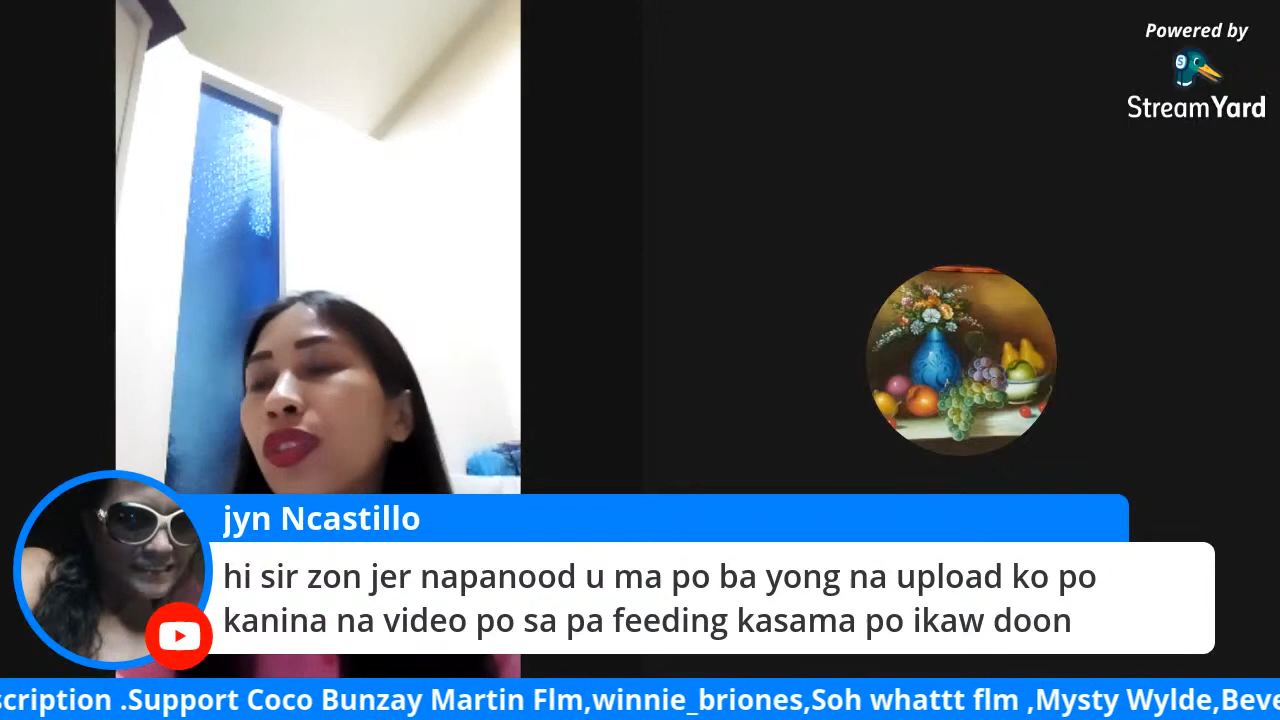 Powered by
StreamYard
jyn Ncastillo
hi sir zon jer napanood u ma po ba yong na upload ko po
kanina na video po sa pa feeding kasama po ikaw doon
scription .Support Coco Bunzay Martin Flm,winnie_briones,Soh whattt flm ,Mysty Wylde,Beve